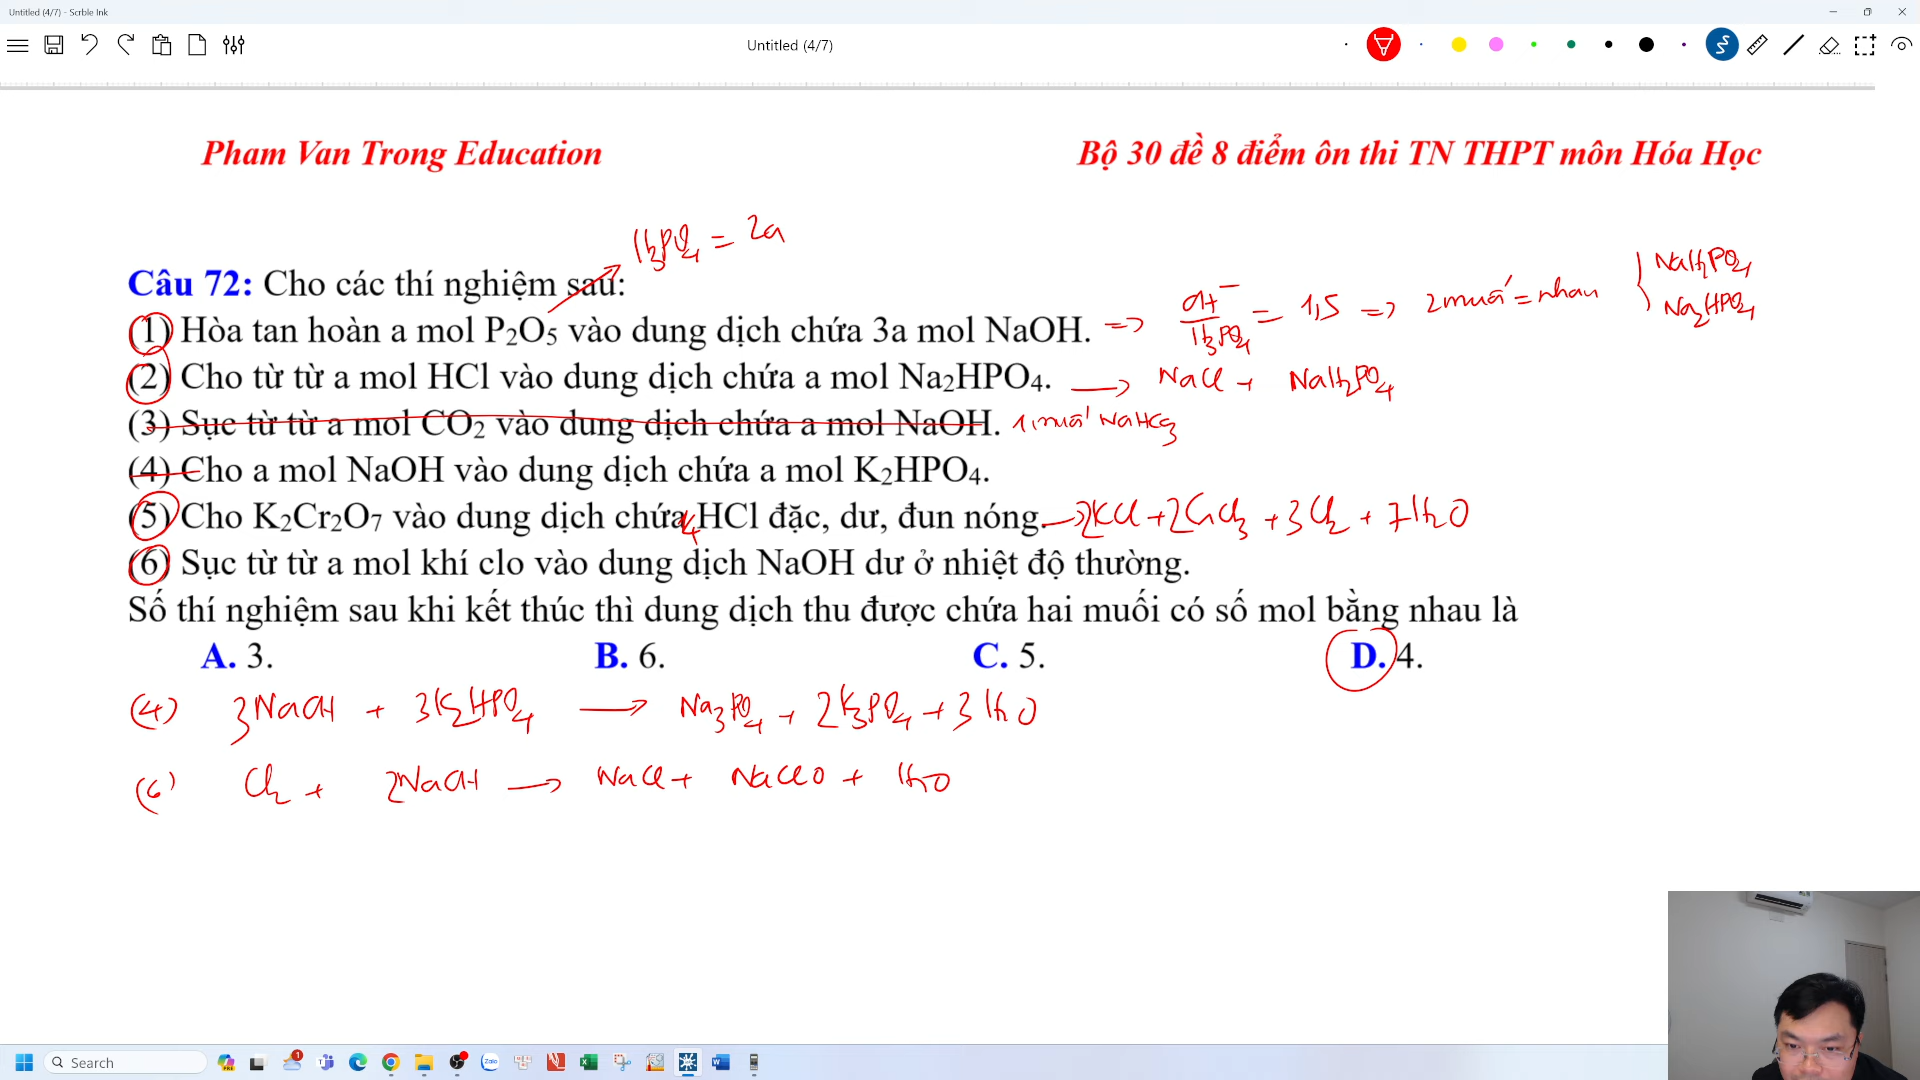 Untitled (4/7) - Scrble Ink
Untitled (4/7)
Pham Van Trong Education
Bộ 30 đề 8 điểm ôn thi TN THPT môn Hóa Học
H₃PO₄ = 2a
Câu 72: Cho các thí nghiệm sau:
(1) Hòa tan hoàn a mol P₂O₅ vào dung dịch chứa 3a mol NaOH. => OH⁻/H₃PO₄ = 1,5 => 2 muối = nhau { NaH₂PO₄ Na₂HPO₄
(2) Cho từ từ a mol HCl vào dung dịch chứa a mol Na₂HPO₄. → NaCl + NaH₂PO₄
(3) Sục từ từ a mol CO₂ vào dung dịch chứa a mol NaOH. 1 muối NaHCO₃
(4) Cho a mol NaOH vào dung dịch chứa a mol K₂HPO₄.
(5) Cho K₂Cr₂O₇ vào dung dịch chứa 14 HCl đặc, dư, đun nóng. → 2KCl + 2CrCl₃ + 3Cl₂ + 7H₂O
(6) Sục từ từ a mol khí clo vào dung dịch NaOH dư ở nhiệt độ thường.
Số thí nghiệm sau khi kết thúc thì dung dịch thu được chứa hai muối có số mol bằng nhau là
A. 3. B. 6. C. 5. D. 4.
(4) 3NaOH + 3K₂HPO₄ → Na₃PO₄ + 2K₃PO₄ + 3H₂O
(6) Cl₂ + 2NaOH → NaCl + NaClO + H₂O
Search